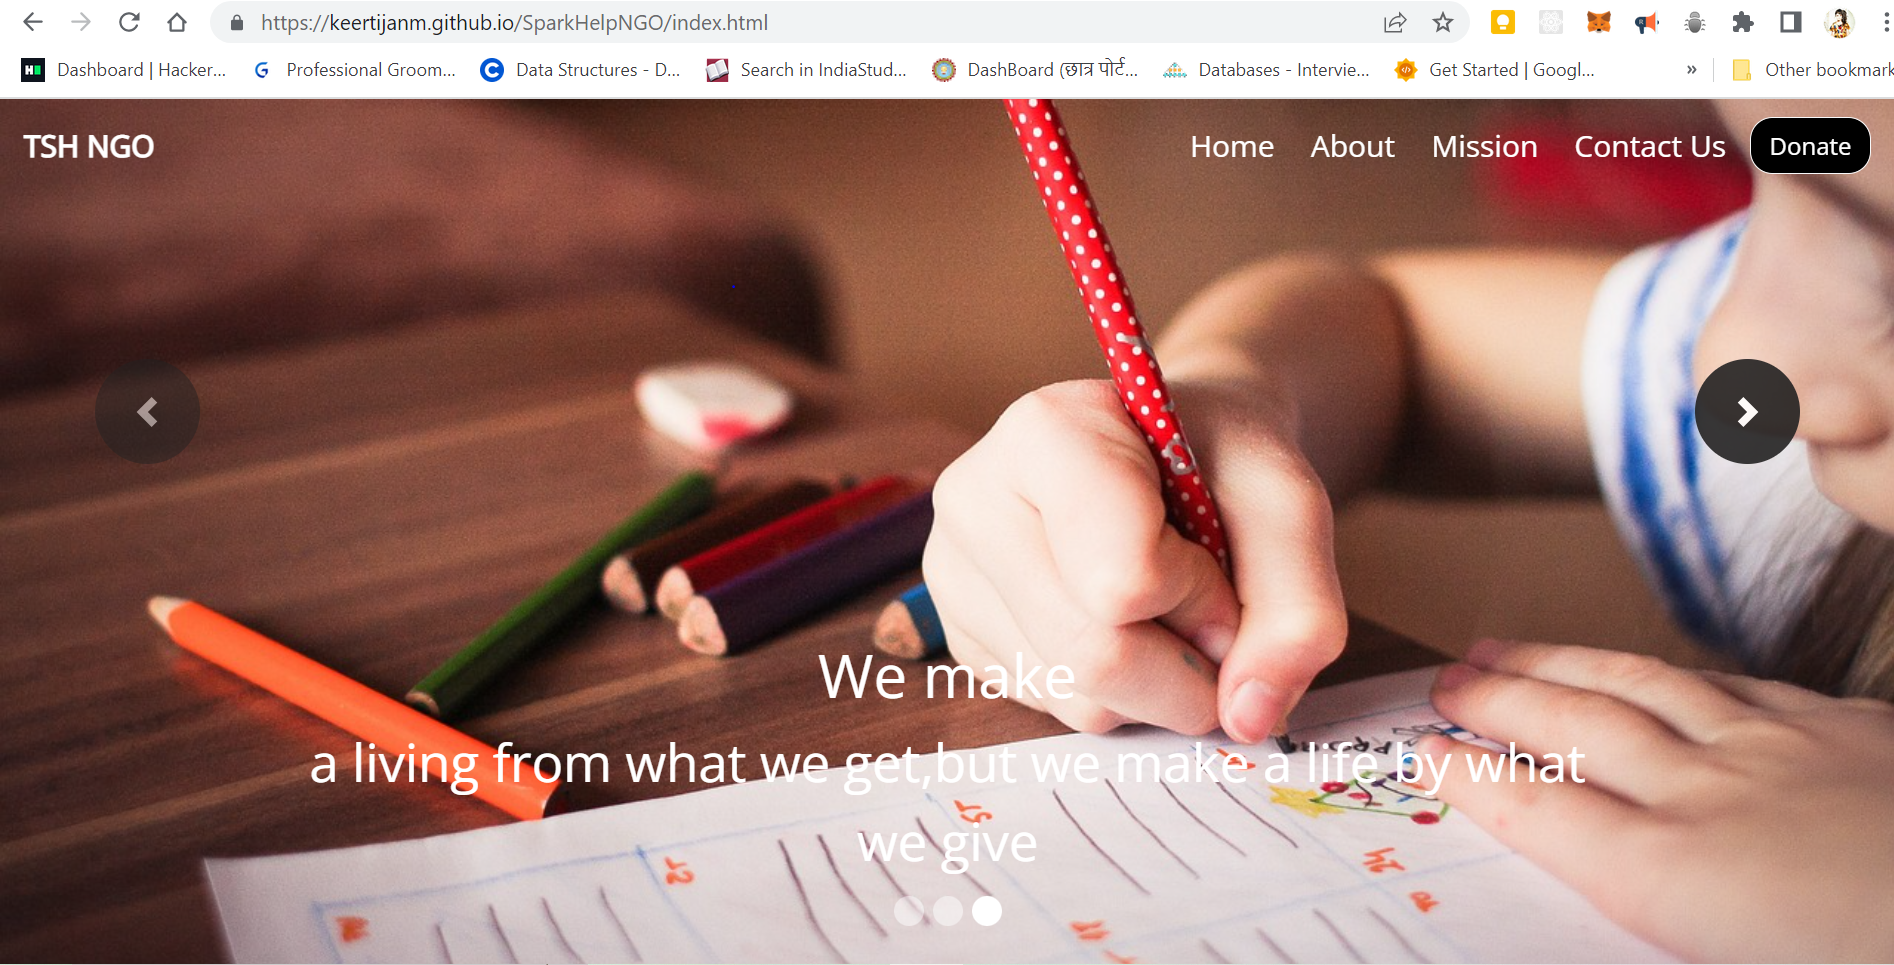 https://keertijanm.github.io/SparkHelpNGO/index.html
Dashboard | Hacker...
Professional Groom...
Data Structures - D...
Search in IndiaStud...
DashBoard (छात्र पोर्ट...
Databases - Intervie...
Get Started | Googl...
»
Other bookmark
TSH NGO
Home
About
Mission
Contact Us
Donate
We make
a living from what we get,but we make a life by what
we give